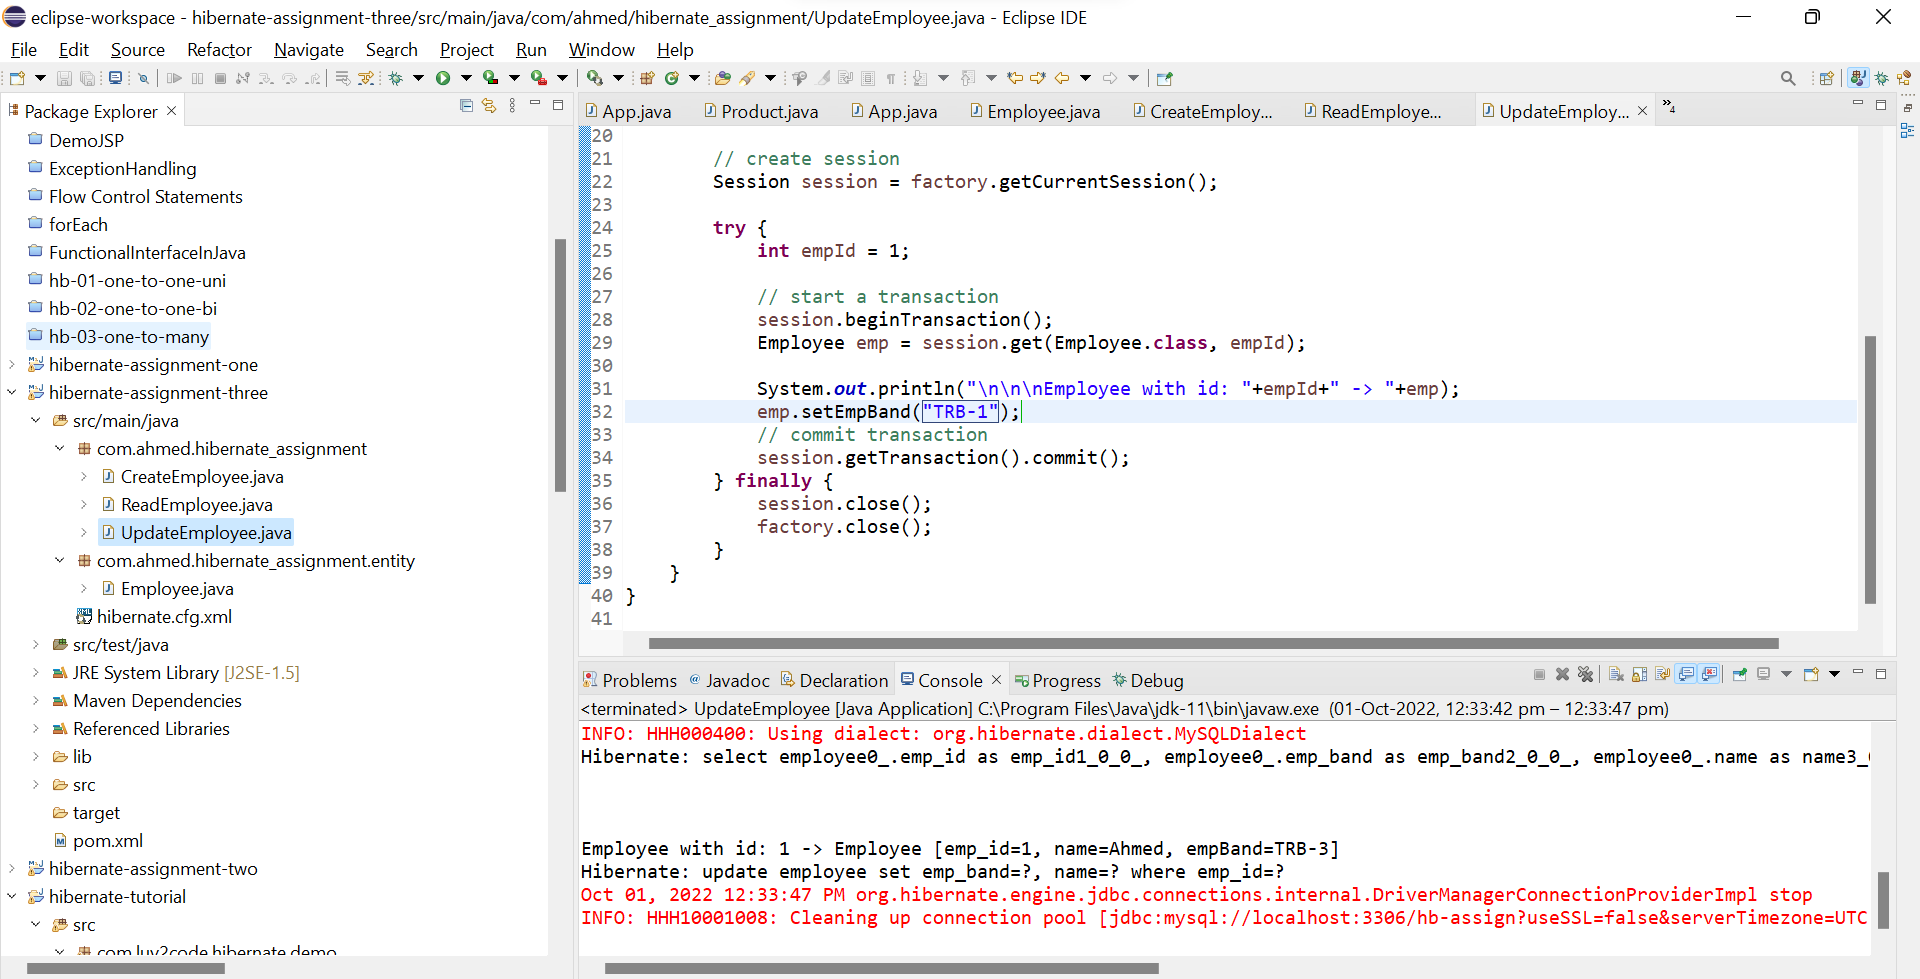 eclipse-workspace - hibernate-assignment-three/src/main/java/com/ahmed/hibernate_assignment/UpdateEmployee.java - Eclipse IDE
File Edit Source Refactor Navigate Search Project Run Window Help
Package Explorer
DemoJSP
ExceptionHandling
Flow Control Statements
forEach
FunctionalInterfaceInJava
hb-01-one-to-one-uni
hb-02-one-to-one-bi
hb-03-one-to-many
hibernate-assignment-one
hibernate-assignment-three
src/main/java
com.ahmed.hibernate_assignment
CreateEmployee.java
ReadEmployee.java
UpdateEmployee.java
com.ahmed.hibernate_assignment.entity
Employee.java
hibernate.cfg.xml
src/test/java
JRE System Library [J2SE-1.5]
Maven Dependencies
Referenced Libraries
lib
src
target
pom.xml
hibernate-assignment-two
hibernate-tutorial
src
com.luv2code.hibernate.demo
App.java Product.java App.java Employee.java CreateEmploy... ReadEmploye... UpdateEmploy... 4
20
21 // create session
22 Session session = factory.getCurrentSession();
23
24 try {
25 int empId = 1;
26
27 // start a transaction
28 session.beginTransaction();
29 Employee emp = session.get(Employee.class, empId);
30
31 System.out.println("\n\n\nEmployee with id: "+empId+" -> "+emp);
32 emp.setEmpBand("TRB-1");
33 // commit transaction
34 session.getTransaction().commit();
35 } finally {
36 session.close();
37 factory.close();
38 }
39 }
40 }
41
Problems Javadoc Declaration Console Progress Debug
<terminated> UpdateEmployee [Java Application] C:\Program Files\Java\jdk-11\bin\javaw.exe (01-Oct-2022, 12:33:42 pm – 12:33:47 pm)
INFO: HHH000400: Using dialect: org.hibernate.dialect.MySQLDialect
Hibernate: select employee0_.emp_id as emp_id1_0_0_, employee0_.emp_band as emp_band2_0_0_, employee0_.name as name3_
Employee with id: 1 -> Employee [emp_id=1, name=Ahmed, empBand=TRB-3]
Hibernate: update employee set emp_band=?, name=? where emp_id=?
Oct 01, 2022 12:33:47 PM org.hibernate.engine.jdbc.connections.internal.DriverManagerConnectionProviderImpl stop
INFO: HHH10001008: Cleaning up connection pool [jdbc:mysql://localhost:3306/hb-assign?useSSL=false&serverTimezone=UTC